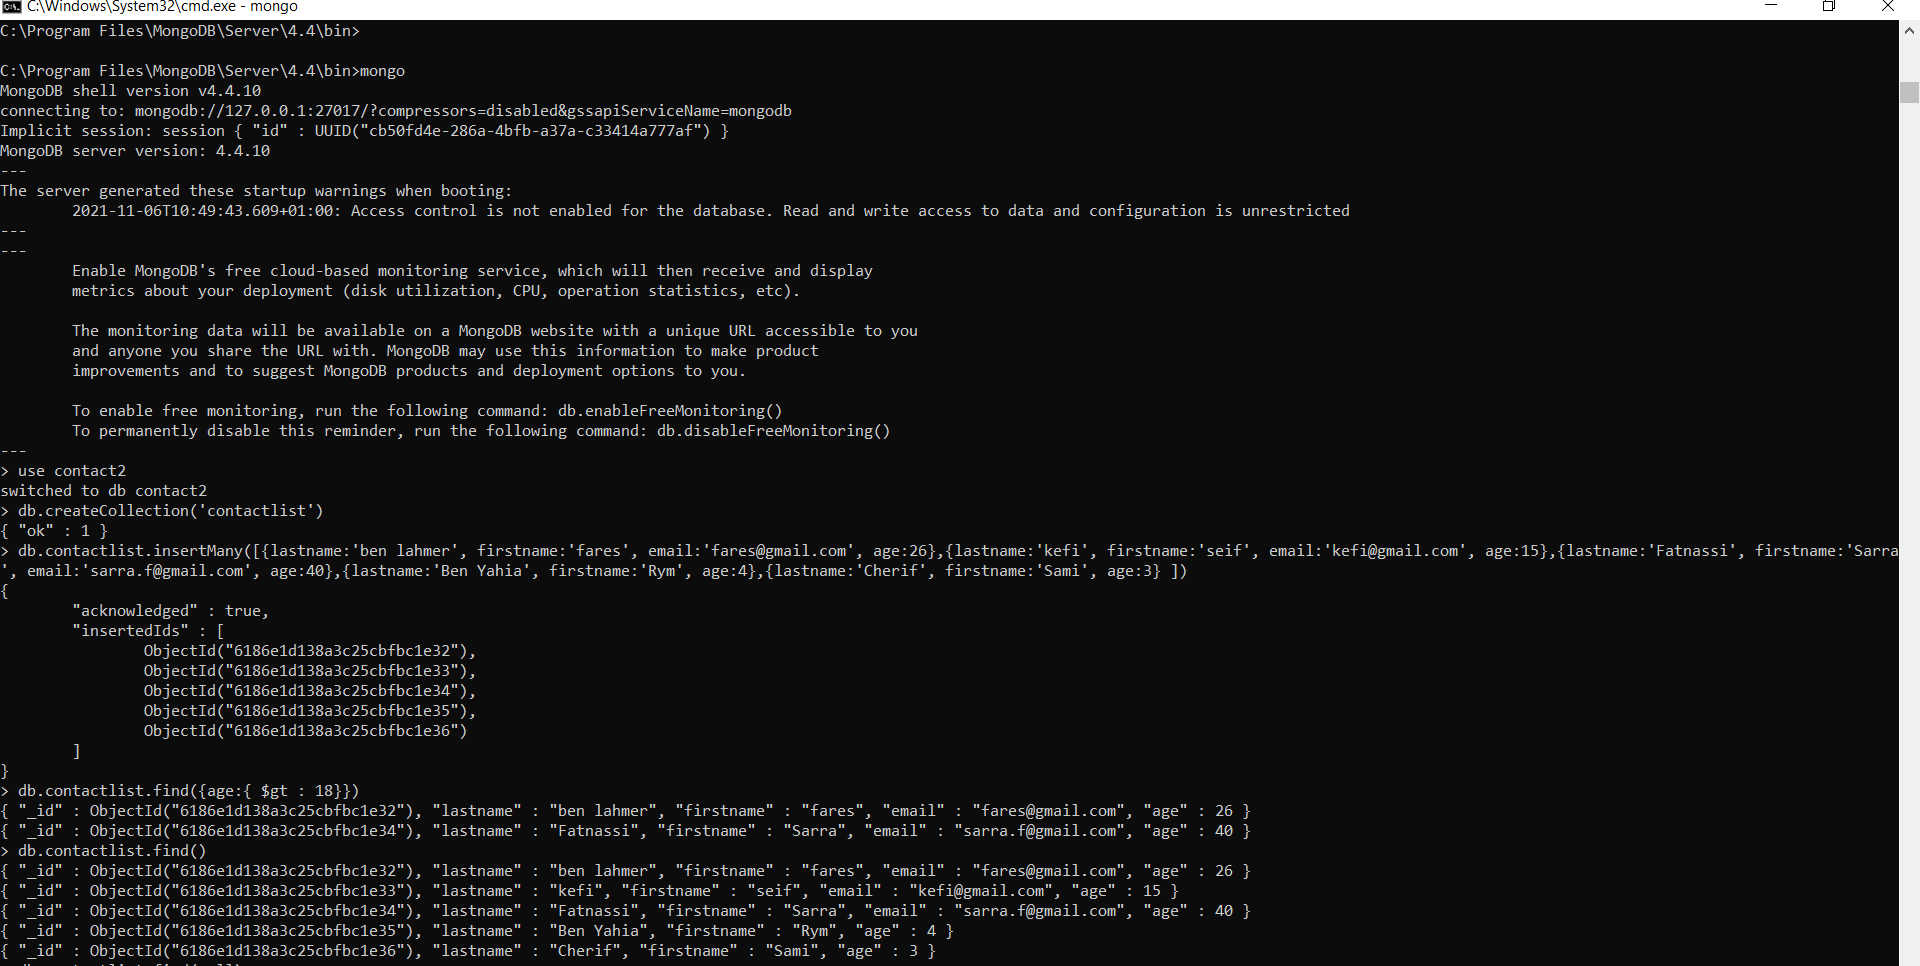 C:\Windows\System32\cmd.exe - mongo
C:\Program Files\MongoDB\Server\4.4\bin>
C:\Program Files\MongoDB\Server\4.4\bin>mongo
MongoDB shell version v4.4.10
connecting to: mongodb://127.0.0.1:27017/?compressors=disabled&gssapiServiceName=mongodb
Implicit session: session { "id" : UUID("cb50fd4e-286a-4bfb-a37a-c33414a777af") }
MongoDB server version: 4.4.10
---
The server generated these startup warnings when booting:
        2021-11-06T10:49:43.609+01:00: Access control is not enabled for the database. Read and write access to data and configuration is unrestricted
---
---
        Enable MongoDB's free cloud-based monitoring service, which will then receive and display
        metrics about your deployment (disk utilization, CPU, operation statistics, etc).
        The monitoring data will be available on a MongoDB website with a unique URL accessible to you
        and anyone you share the URL with. MongoDB may use this information to make product
        improvements and to suggest MongoDB products and deployment options to you.
        To enable free monitoring, run the following command: db.enableFreeMonitoring()
        To permanently disable this reminder, run the following command: db.disableFreeMonitoring()
---
> use contact2
switched to db contact2
> db.createCollection('contactlist')
{ "ok" : 1 }
> db.contactlist.insertMany([{lastname:'ben lahmer', firstname:'fares', email:'fares@gmail.com', age:26},{lastname:'kefi', firstname:'seif', email:'kefi@gmail.com', age:15},{lastname:'Fatnassi', firstname:'Sarra
', email:'sarra.f@gmail.com', age:40},{lastname:'Ben Yahia', firstname:'Rym', age:4},{lastname:'Cherif', firstname:'Sami', age:3} ])
{
        "acknowledged" : true,
        "insertedIds" : [
                ObjectId("6186e1d138a3c25cbfbc1e32"),
                ObjectId("6186e1d138a3c25cbfbc1e33"),
                ObjectId("6186e1d138a3c25cbfbc1e34"),
                ObjectId("6186e1d138a3c25cbfbc1e35"),
                ObjectId("6186e1d138a3c25cbfbc1e36")
        ]
}
> db.contactlist.find({age:{ $gt : 18}})
{ "_id" : ObjectId("6186e1d138a3c25cbfbc1e32"), "lastname" : "ben lahmer", "firstname" : "fares", "email" : "fares@gmail.com", "age" : 26 }
{ "_id" : ObjectId("6186e1d138a3c25cbfbc1e34"), "lastname" : "Fatnassi", "firstname" : "Sarra", "email" : "sarra.f@gmail.com", "age" : 40 }
> db.contactlist.find()
{ "_id" : ObjectId("6186e1d138a3c25cbfbc1e32"), "lastname" : "ben lahmer", "firstname" : "fares", "email" : "fares@gmail.com", "age" : 26 }
{ "_id" : ObjectId("6186e1d138a3c25cbfbc1e33"), "lastname" : "kefi", "firstname" : "seif", "email" : "kefi@gmail.com", "age" : 15 }
{ "_id" : ObjectId("6186e1d138a3c25cbfbc1e34"), "lastname" : "Fatnassi", "firstname" : "Sarra", "email" : "sarra.f@gmail.com", "age" : 40 }
{ "_id" : ObjectId("6186e1d138a3c25cbfbc1e35"), "lastname" : "Ben Yahia", "firstname" : "Rym", "age" : 4 }
{ "_id" : ObjectId("6186e1d138a3c25cbfbc1e36"), "lastname" : "Cherif", "firstname" : "Sami", "age" : 3 }